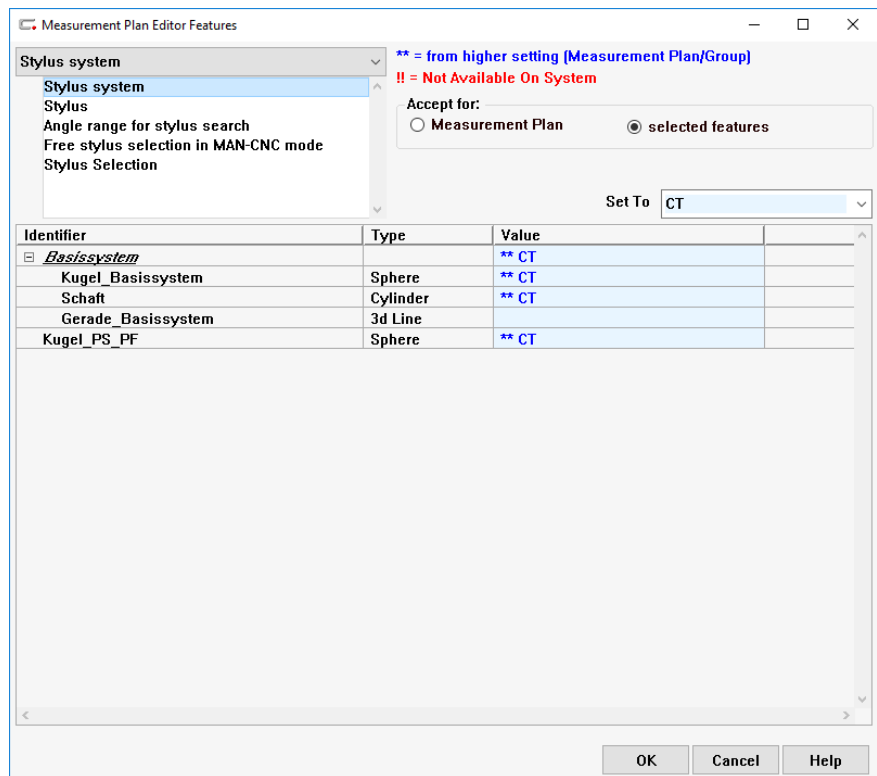 Measurement Plan Editor Features
Stylus system
** = from higher setting (Measurement Plan/Group)
!! = Not Available On System
Stylus system
Stylus
Angle range for stylus search
Free stylus selection in MAN-CNC mode
Stylus Selection
Accept for:
Measurement Plan selected features
Set To CT
Identifier Type Value
Basissystem ** CT
Kugel_Basissystem Sphere ** CT
Schaft Cylinder ** CT
Gerade_Basissystem 3d Line
Kugel_PS_PF Sphere ** CT
OK Cancel Help